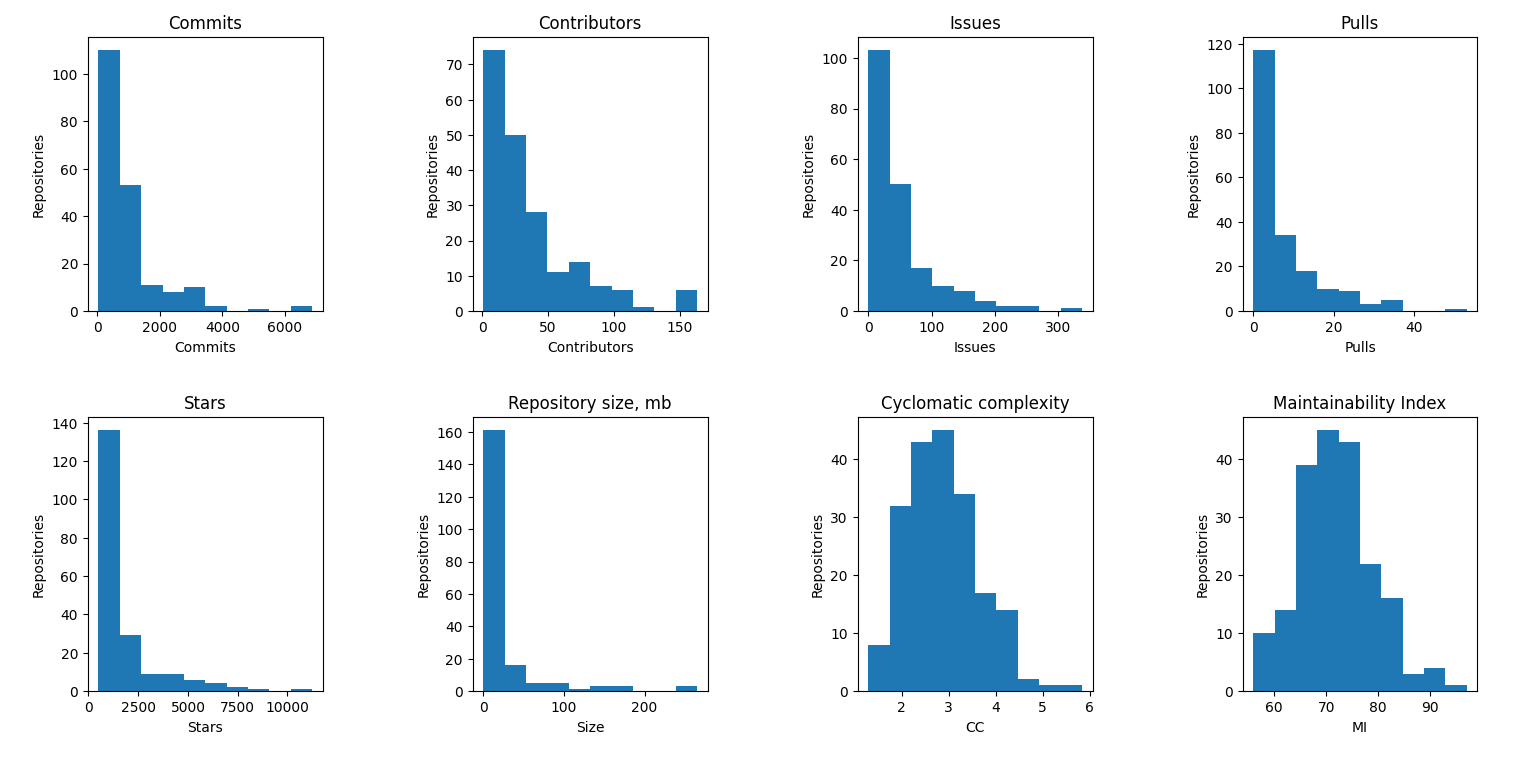 Commits
Repositories
100
80
60
40
20
0
0 2000 4000 6000
Commits
Contributors
Repositories
70
60
50
40
30
20
10
0
0 50 100 150
Contributors
Issues
Repositories
100
80
60
40
20
0
0 100 200 300
Issues
Pulls
Repositories
120
100
80
60
40
20
0
0 20 40
Pulls
Stars
Repositories
140
120
100
80
60
40
20
0
0 2500 5000 7500 10000
Stars
Repository size, mb
Repositories
160
140
120
100
80
60
40
20
0
0 100 200
Size
Cyclomatic complexity
Repositories
40
30
20
10
0
2 3 4 5 6
CC
Maintainability Index
Repositories
40
30
20
10
0
60 70 80 90
MI